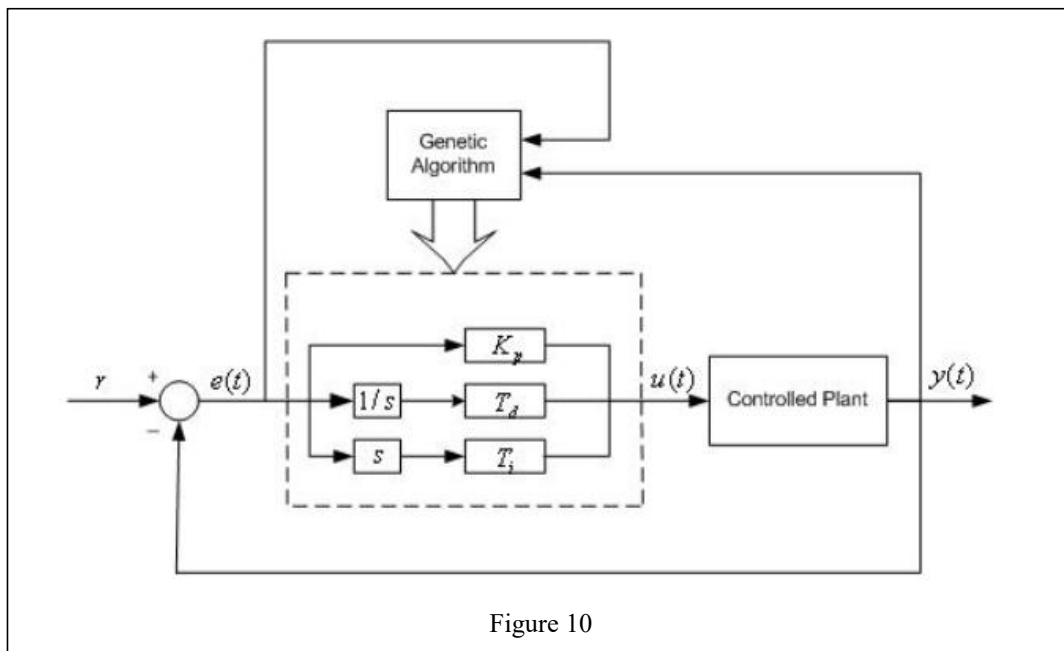 Genetic
Algorithm
K_p
r
+
e(t)
1/s
T_d
u(t)
Controlled Plant
y(t)
−
s
T_i
Figure 10